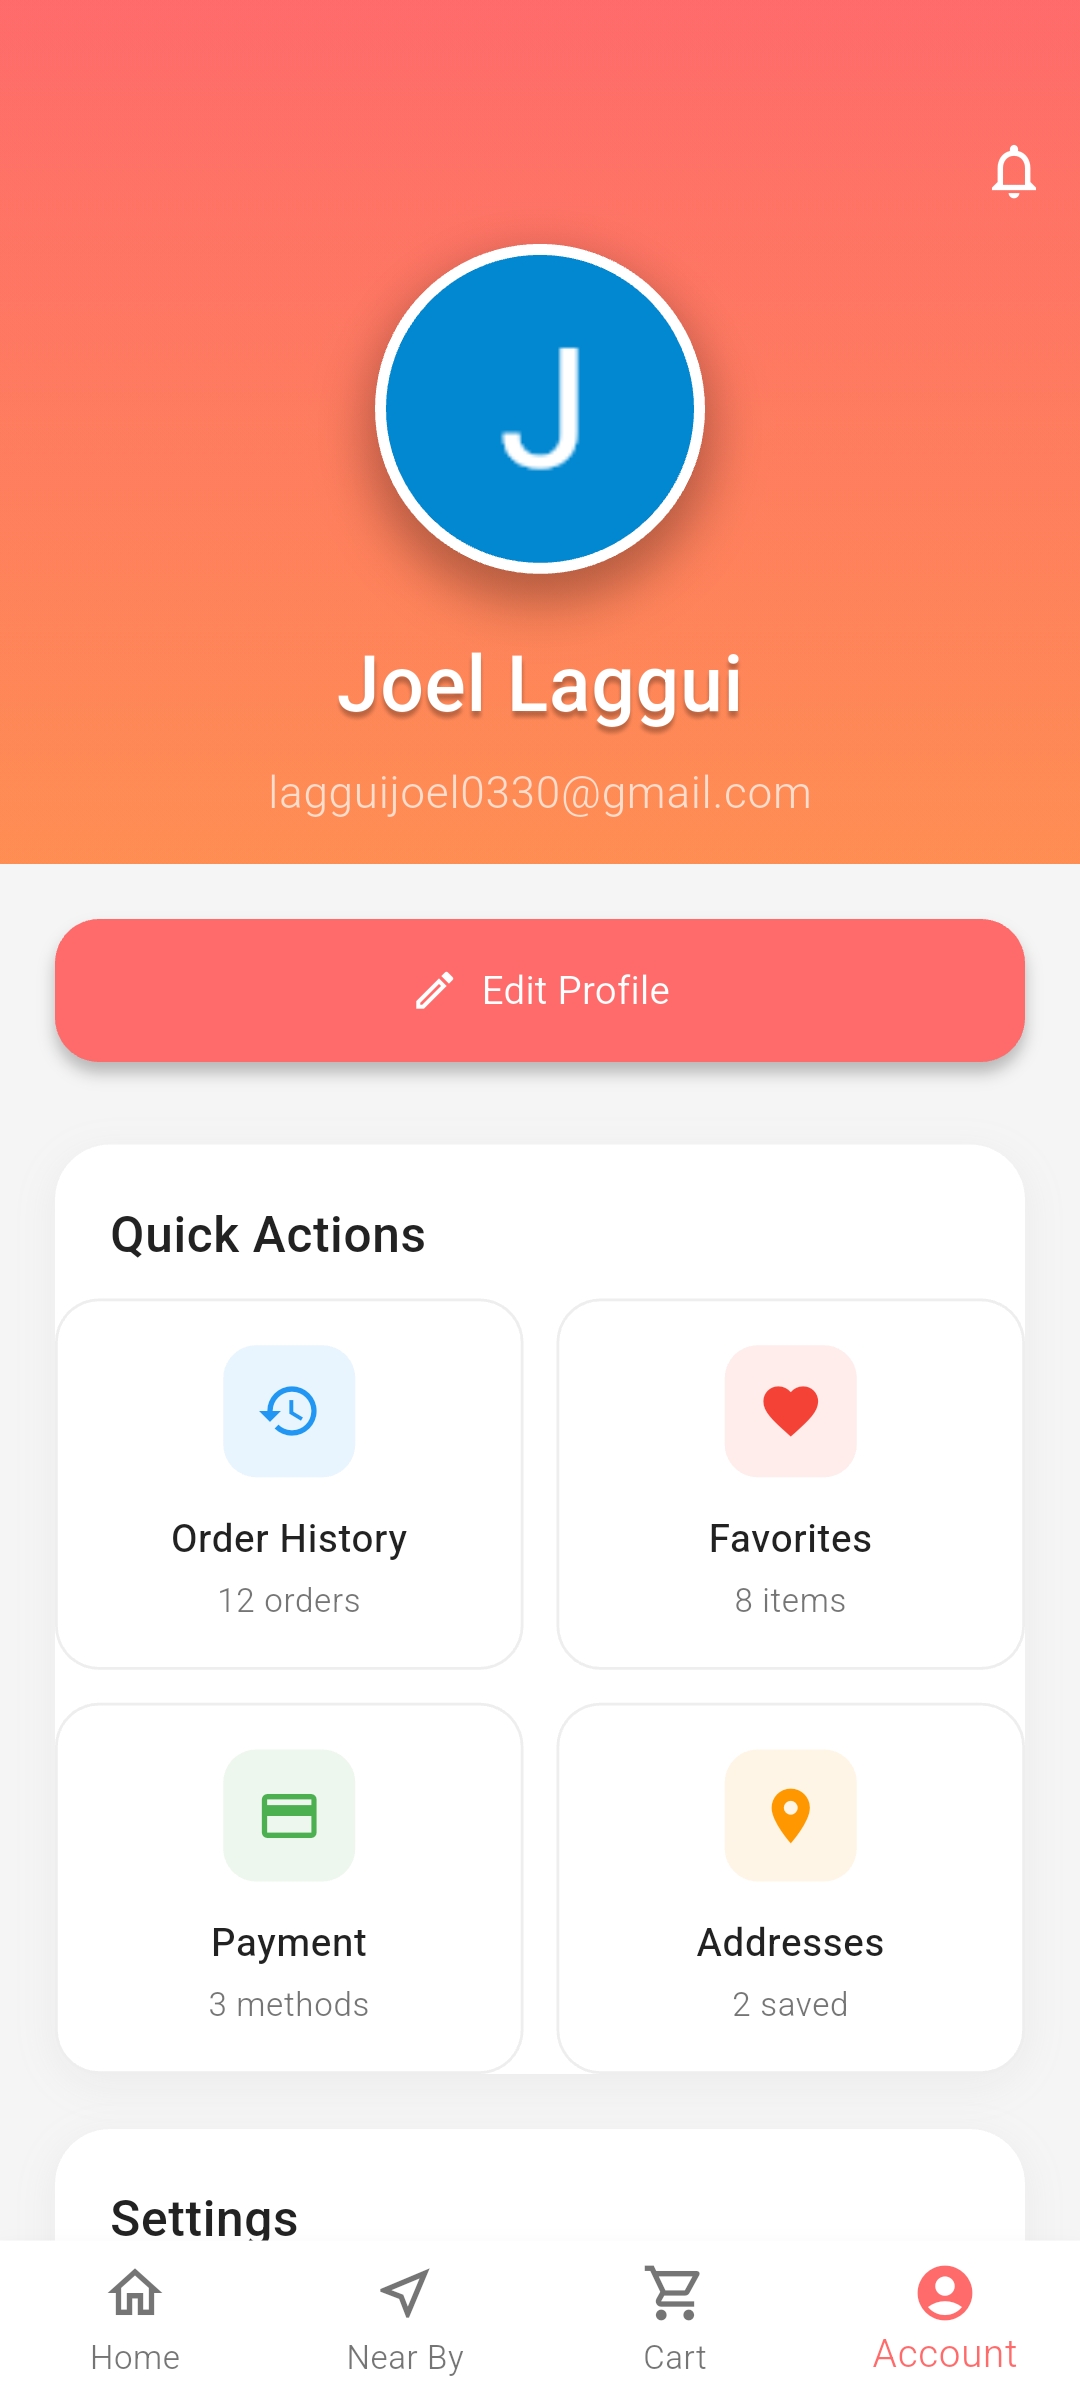 J
Joel Laggui
lagguijoel0330@gmail.com
Edit Profile
Quick Actions
Order History
12 orders
Favorites
8 items
Payment
3 methods
Addresses
2 saved
Settings
Home
Near By
Cart
Account